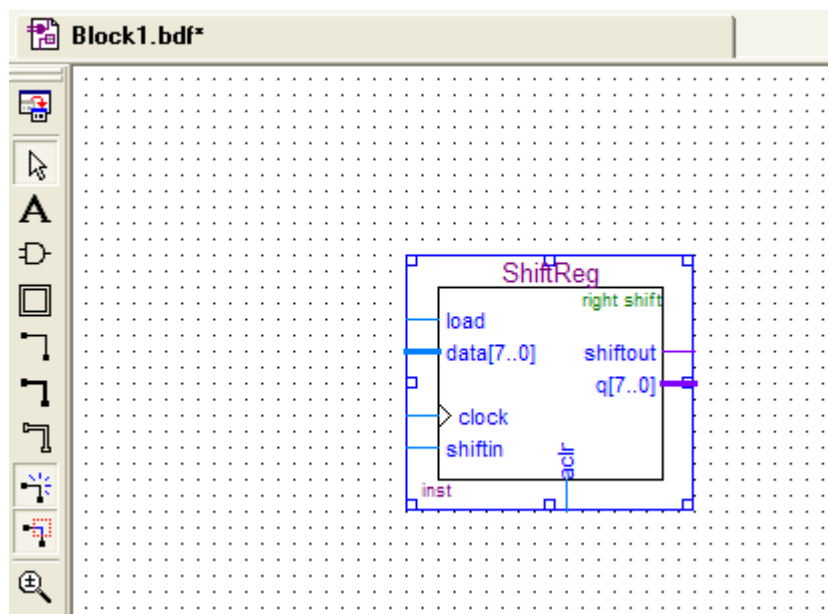 Block1.bdf*
A
ShiftReg
right shift
load
data[7..0]
shiftout
q[7..0]
clock
shiftin
aclr
inst